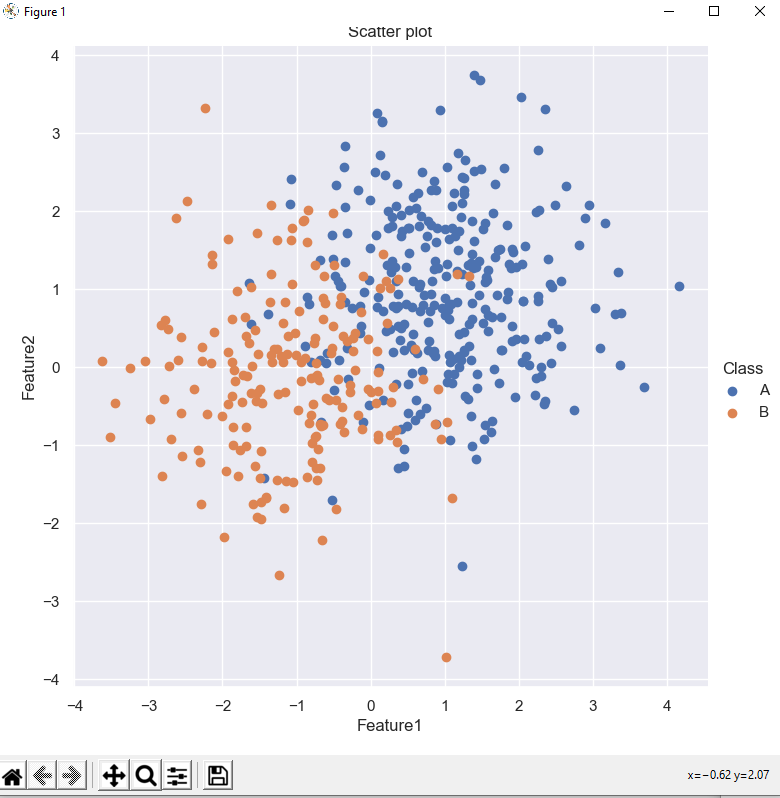 Figure 1
Scatter plot
4
3
2
1
0
−1
−2
−3
−4
Feature2
−4 −3 −2 −1 0 1 2 3 4
Feature1
Class
A
B
x=−0.62 y=2.07